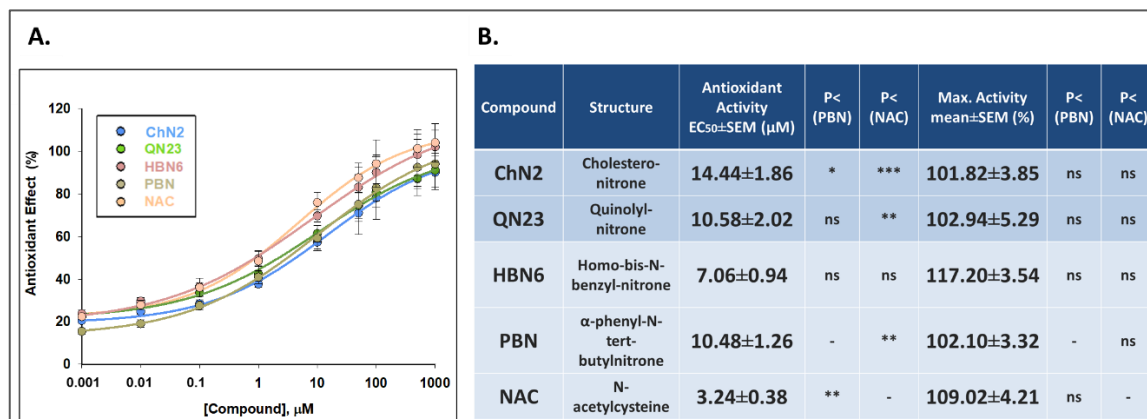 A.
120
100
80
60
40
20
0
Antioxidant Effect (%)
ChN2
QN23
HBN6
PBN
NAC
0.001 0.01 0.1 1 10 100 1000
[Compound], μM
B.
Compound Structure Antioxidant Activity EC50±SEM (μM) P< (PBN) P< (NAC) Max. Activity mean±SEM (%) P< (PBN) P< (NAC)
ChN2 Cholestero-nitrone 14.44±1.86 * *** 101.82±3.85 ns ns
QN23 Quinolyl-nitrone 10.58±2.02 ns ** 102.94±5.29 ns ns
HBN6 Homo-bis-N-benzyl-nitrone 7.06±0.94 ns ns 117.20±3.54 ns ns
PBN α-phenyl-N-tert-butylnitrone 10.48±1.26 - ** 102.10±3.32 - ns
NAC N-acetylcysteine 3.24±0.38 ** - 109.02±4.21 ns -